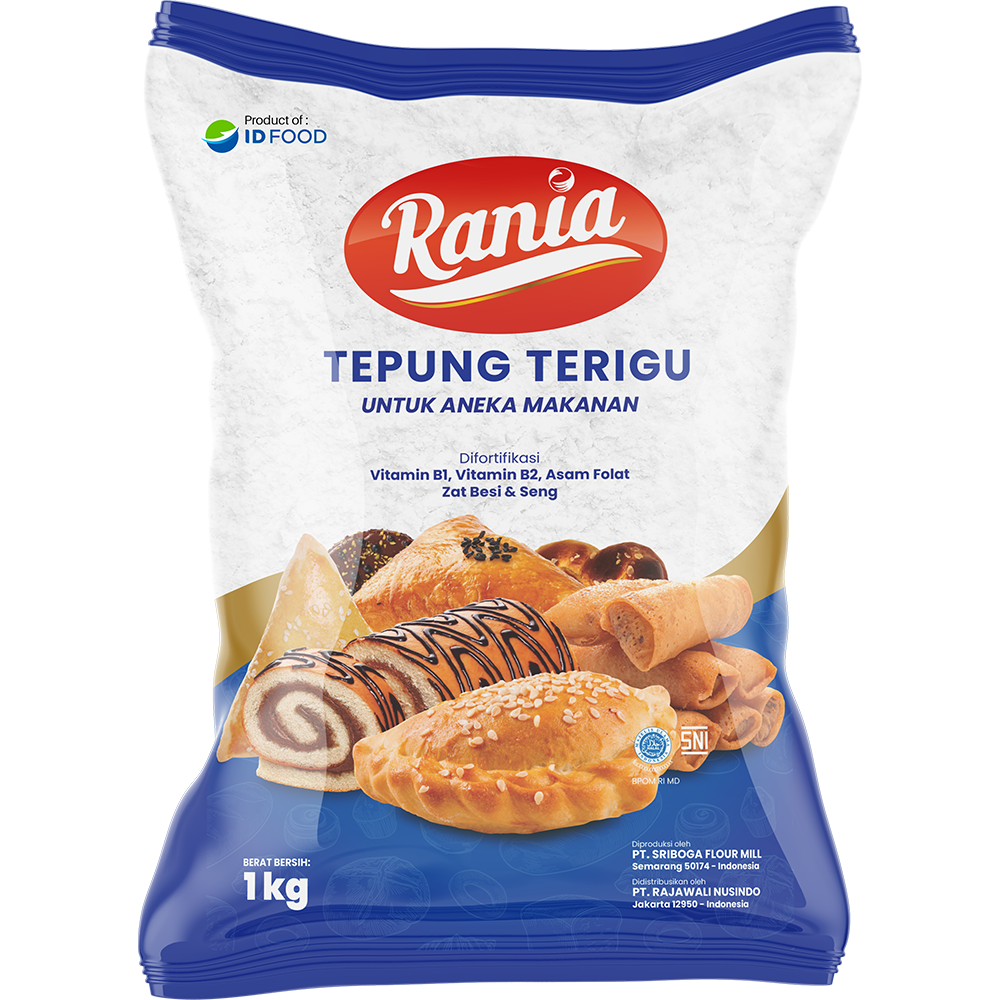 Product of :
ID FOOD
Rania
TEPUNG TERIGU
UNTUK ANEKA MAKANAN
Difortifikasi
Vitamin B1, Vitamin B2, Asam Folat
Zat Besi & Seng
SNI
BPOM RI MD
BERAT BERSIH:
1 kg
Diproduksi oleh
PT. SRIBOGA FLOUR MILL
Semarang 50174 - Indonesia
Didistribusikan oleh
PT. RAJAWALI NUSINDO
Jakarta 12950 - Indonesia